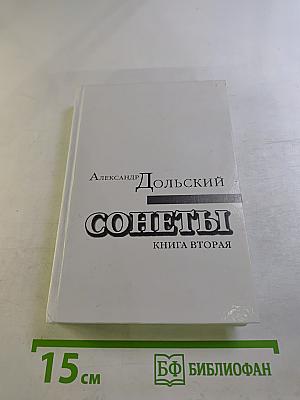 Александр Дольский
СОНЕТЫ
КНИГА ВТОРАЯ
15 см
БФ БИБЛИОФАН